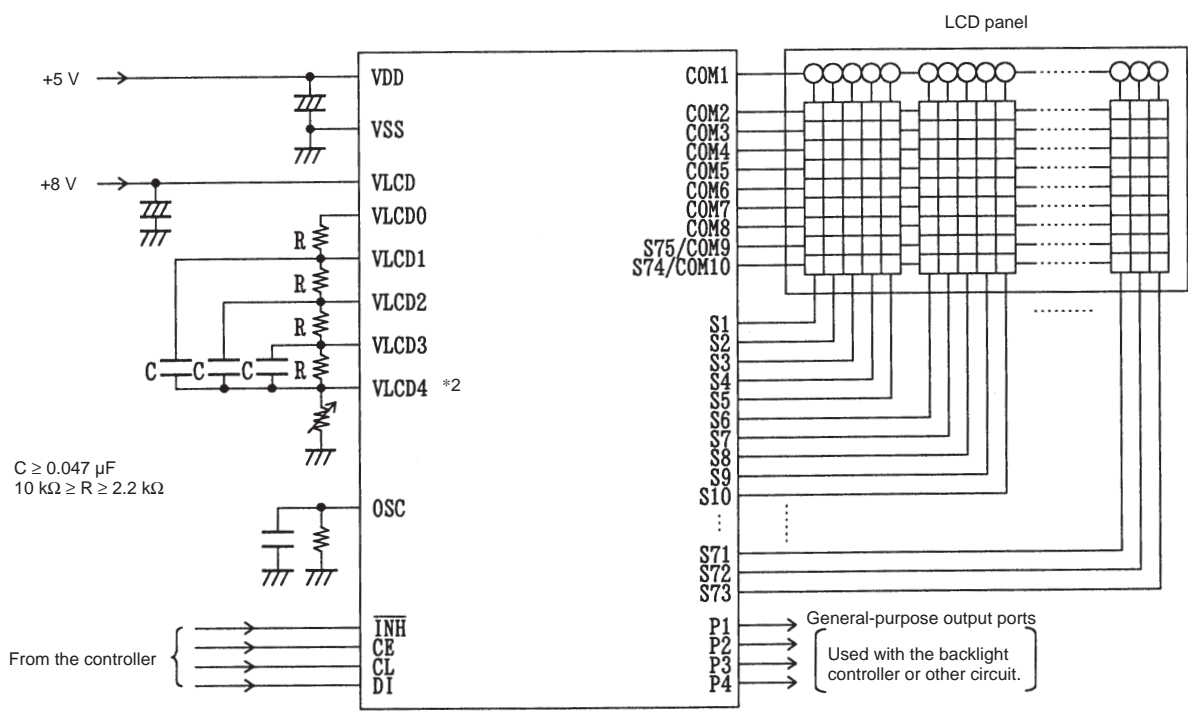 LCD panel
+5 V
VDD
COM1
VSS
COM2
COM3
COM4
COM5
COM6
COM7
COM8
S75/COM9
S74/COM10
+8 V
VLCD
VLCD0
R
VLCD1
R
VLCD2
R
VLCD3
C
C
C
R
VLCD4 *2
S1
S2
S3
S4
S5
S6
S7
S8
S9
S10
C ≥ 0.047 µF
10 kΩ ≥ R ≥ 2.2 kΩ
OSC
S71
S72
S73
From the controller
INH
CE
CL
DI
P1
P2
P3
P4
General-purpose output ports
Used with the backlight
controller or other circuit.